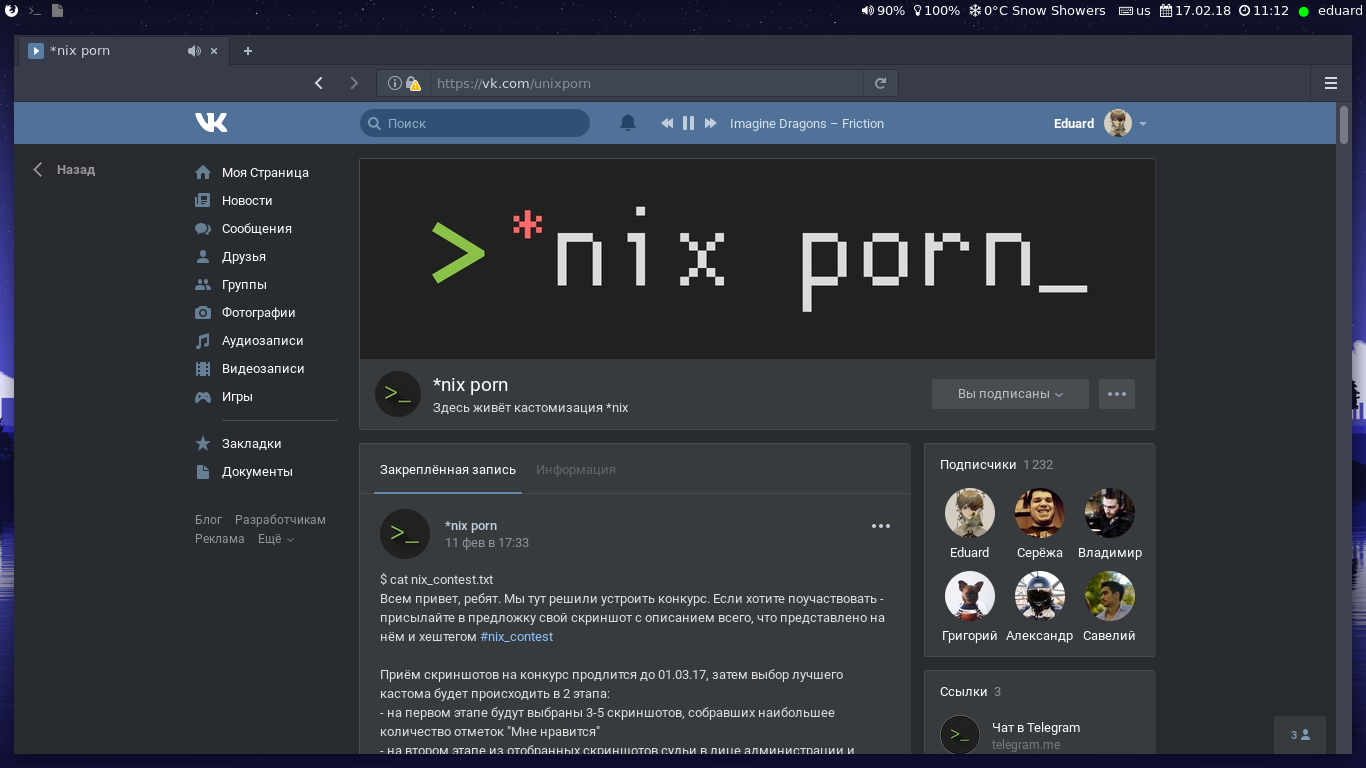 90% 100% 0°C Snow Showers us 17.02.18 11:12 eduard
*nix porn
https://vk.com/unixporn
Поиск
Imagine Dragons – Friction
Eduard
Назад
Моя Страница
Новости
Сообщения
Друзья
Группы
Фотографии
Аудиозаписи
Видеозаписи
Игры
Закладки
Документы
Блог Разработчикам
Реклама Ещё
>*nix porn_
>_
*nix porn
Здесь живёт кастомизация *nix
Вы подписаны
Закреплённая запись Информация
>_
*nix porn
11 фев в 17:33
$ cat nix_contest.txt
Всем привет, ребят. Мы тут решили устроить конкурс. Если хотите поучаствовать -
присылайте в предложку свой скриншот с описанием всего, что представлено на
нём и хештегом #nix_contest
Приём скриншотов на конкурс продлится до 01.03.17, затем выбор лучшего
кастома будет происходить в 2 этапа:
- на первом этапе будут выбраны 3-5 скриншотов, собравших наибольшее
количество отметок "Мне нравится"
- на втором этапе из отобранных скриншотов судьи в лице администрации и
Подписчики 1 232
Eduard Серёжа Владимир
Григорий Александр Савелий
Ссылки 3
>_
Чат в Telegram
telegram.me
3